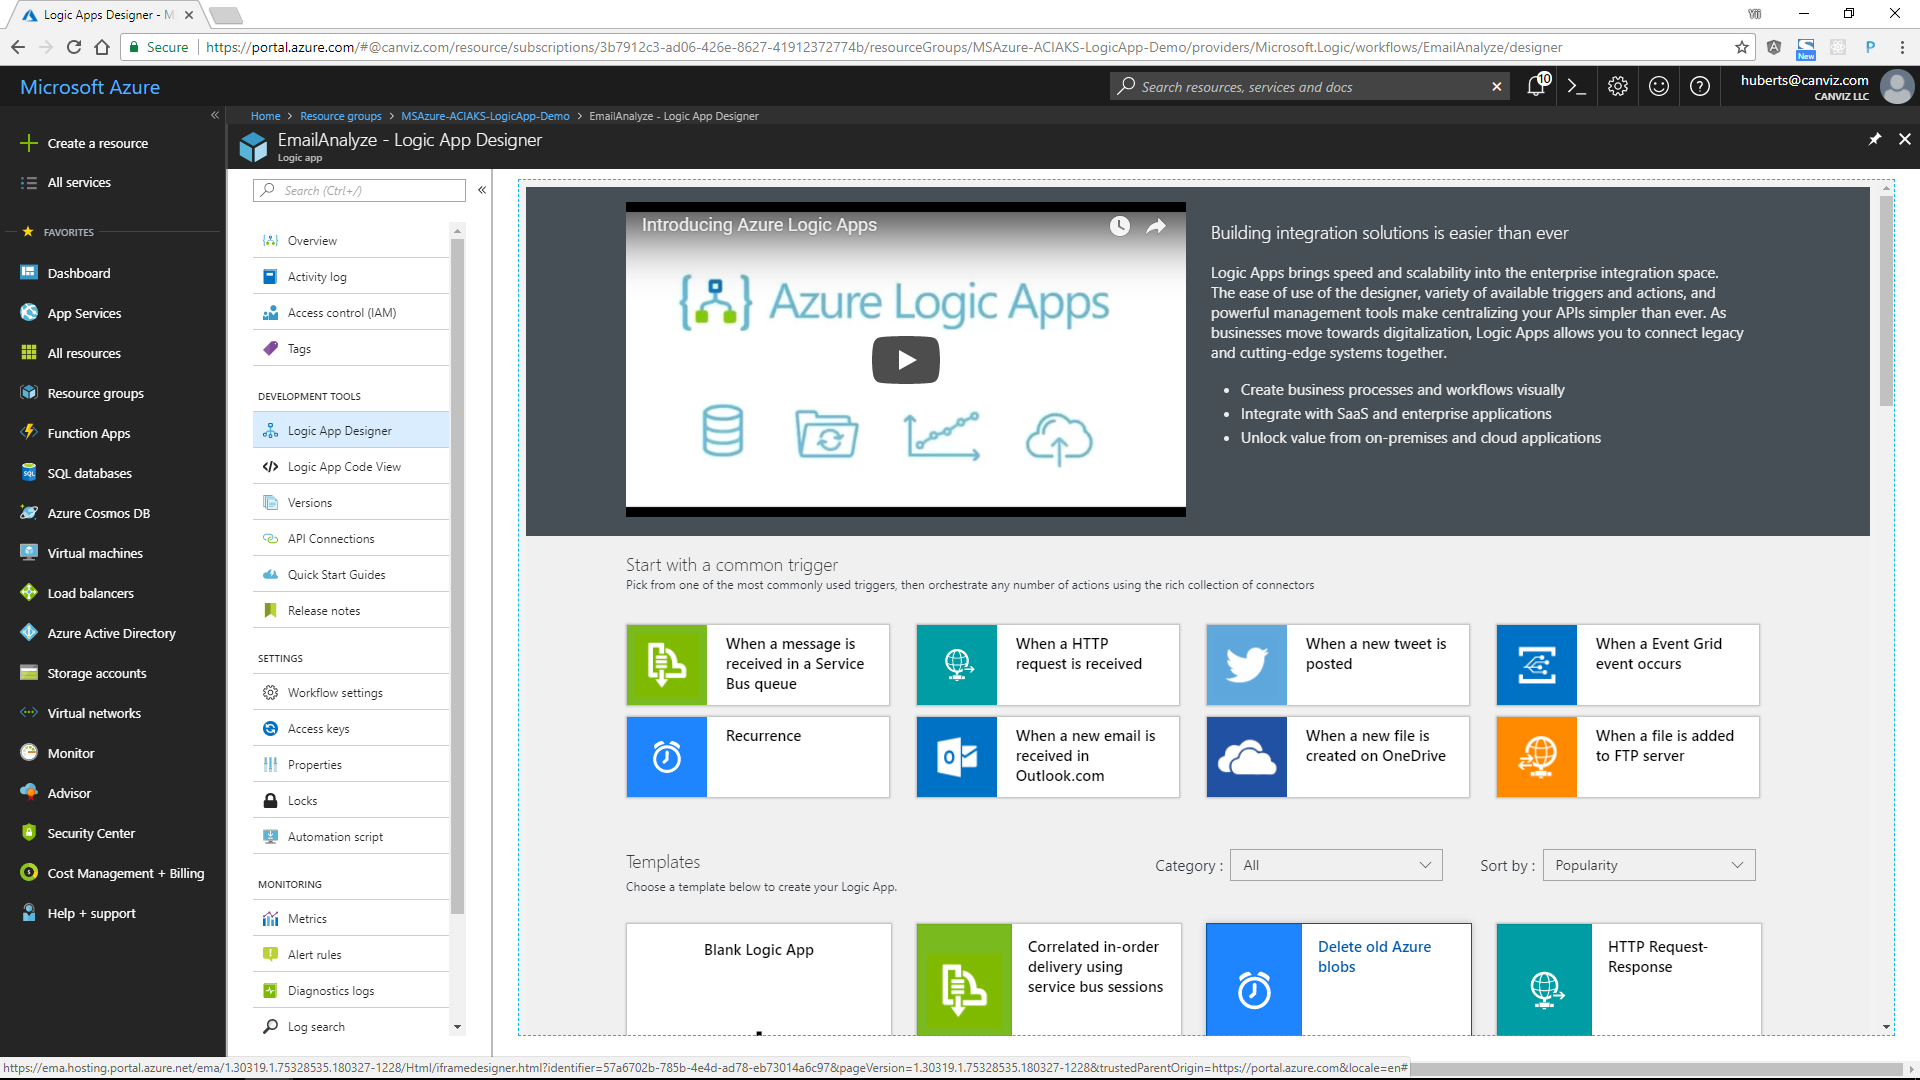 Logic Apps Designer - M
Secure
https://portal.azure.com/#@canviz.com/resource/subscriptions/3b7912c3-ad06-426e-8627-41912372774b/resourceGroups/MSAzure-ACIAKS-LogicApp-Demo/providers/Microsoft.Logic/workflows/EmailAnalyze/designer
New
Microsoft Azure
Search resources, services and docs
10
huberts@canviz.com
CANVIZ LLC
Home > Resource groups > MSAzure-ACIAKS-LogicApp-Demo > EmailAnalyze - Logic App Designer
EmailAnalyze - Logic App Designer
Logic app
Create a resource
All services
FAVORITES
Dashboard
App Services
All resources
Resource groups
Function Apps
SQL databases
Azure Cosmos DB
Virtual machines
Load balancers
Azure Active Directory
Storage accounts
Virtual networks
Monitor
Advisor
Security Center
Cost Management + Billing
Help + support
Search (Ctrl+/)
Overview
Activity log
Access control (IAM)
Tags
DEVELOPMENT TOOLS
Logic App Designer
Logic App Code View
Versions
API Connections
Quick Start Guides
Release notes
SETTINGS
Workflow settings
Access keys
Properties
Locks
Automation script
MONITORING
Metrics
Alert rules
Diagnostics logs
Log search
Introducing Azure Logic Apps
Azure Logic Apps
Building integration solutions is easier than ever
Logic Apps brings speed and scalability into the enterprise integration space.
The ease of use of the designer, variety of available triggers and actions, and
powerful management tools make centralizing your APIs simpler than ever. As
businesses move towards digitalization, Logic Apps allows you to connect legacy
and cutting-edge systems together.
• Create business processes and workflows visually
• Integrate with SaaS and enterprise applications
• Unlock value from on-premises and cloud applications
Start with a common trigger
Pick from one of the most commonly used triggers, then orchestrate any number of actions using the rich collection of connectors
When a message is
received in a Service
Bus queue
When a HTTP
request is received
When a new tweet is
posted
When a Event Grid
event occurs
Recurrence
When a new email is
received in
Outlook.com
When a new file is
created on OneDrive
When a file is added
to FTP server
Templates
Choose a template below to create your Logic App.
Category : All
Sort by : Popularity
Blank Logic App
Correlated in-order
delivery using
service bus sessions
Delete old Azure
blobs
HTTP Request-
Response
https://ema.hosting.portal.azure.net/ema/1.30319.1.75328535.180327-1228/Html/iframedesigner.html?identifier=57a6702b-785b-4e4d-ad78-eb73014a6c97&pageVersion=1.30319.1.75328535.180327-1228&trustedParentOrigin=https://portal.azure.com&locale=en#